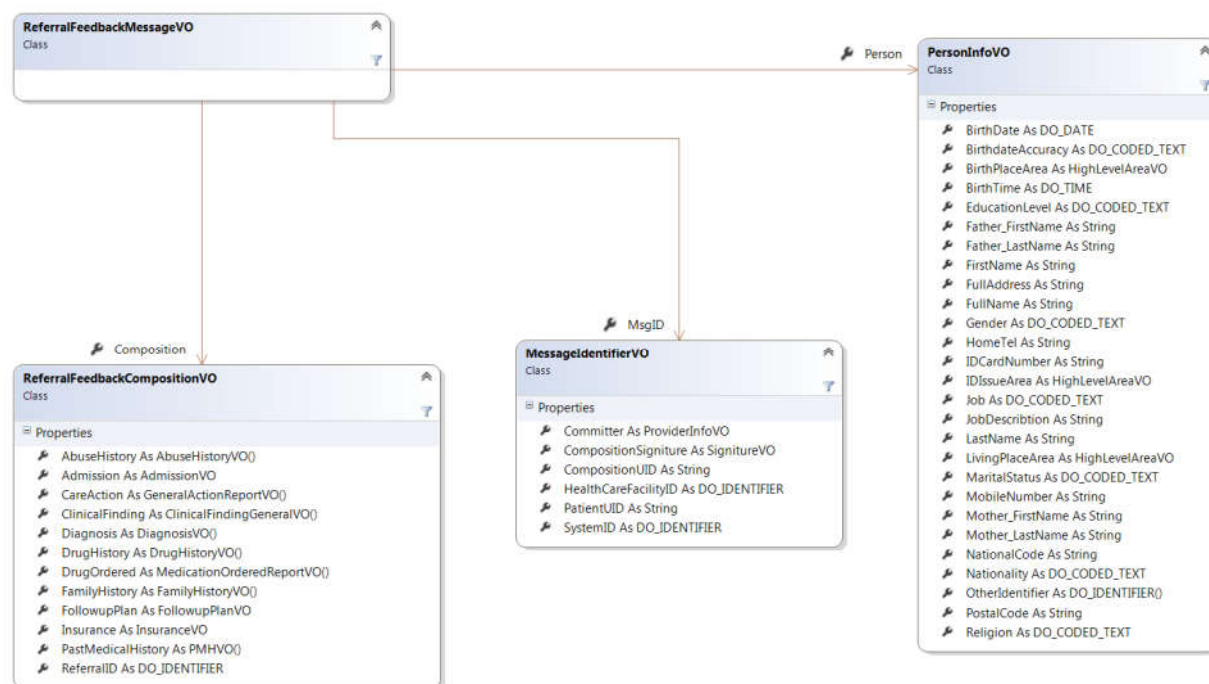 ReferralFeedbackMessageVO
Class
Person
PersonInfoVO
Class
Properties
BirthDate As DO_DATE
BirthdateAccuracy As DO_CODED_TEXT
BirthPlaceArea As HighLevelAreaVO
BirthTime As DO_TIME
EducationLevel As DO_CODED_TEXT
Father_FirstName As String
Father_LastName As String
FirstName As String
FullAddress As String
FullName As String
Gender As DO_CODED_TEXT
HomeTel As String
IDCardNumber As String
IDIssueArea As HighLevelAreaVO
Job As DO_CODED_TEXT
JobDescribtion As String
LastName As String
LivingPlaceArea As HighLevelAreaVO
MaritalStatus As DO_CODED_TEXT
MobileNumber As String
Mother_FirstName As String
Mother_LastName As String
NationalCode As String
Nationality As DO_CODED_TEXT
OtherIdentifier As DO_IDENTIFIER()
PostalCode As String
Religion As DO_CODED_TEXT
MsgID
MessageIdentifierVO
Class
Properties
Committer As ProviderInfoVO
CompositionSigniture As SignitureVO
CompositionUID As String
HealthCareFacilityID As DO_IDENTIFIER
PatientUID As String
SystemID As DO_IDENTIFIER
Composition
ReferralFeedbackCompositionVO
Class
Properties
AbuseHistory As AbuseHistoryVO()
Admission As AdmissionVO
CareAction As GeneralActionReportVO()
ClinicalFinding As ClinicalFindingGeneralVO()
Diagnosis As DiagnosisVO()
DrugHistory As DrugHistoryVO()
DrugOrdered As MedicationOrderedReportVO()
FamilyHistory As FamilyHistoryVO()
FollowupPlan As FollowupPlanVO
Insurance As InsuranceVO
PastMedicalHistory As PMHVO()
ReferralID As DO_IDENTIFIER